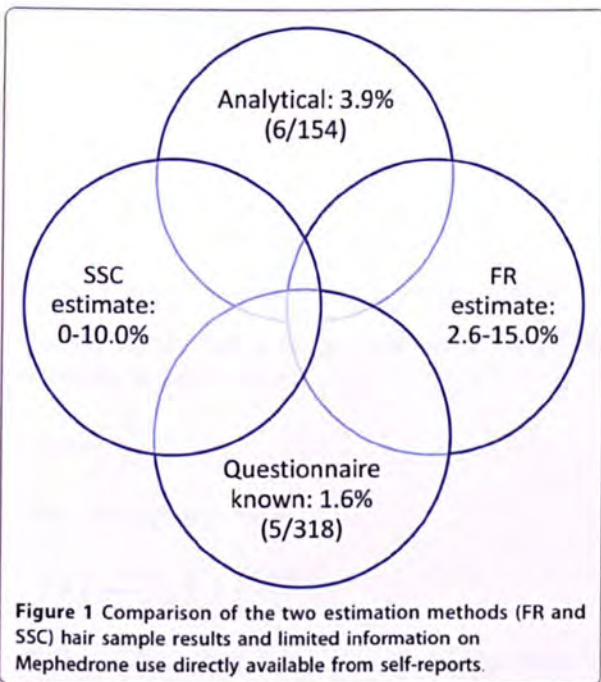 Analytical: 3.9%
(6/154)
SSC
estimate:
0-10.0%
FR
estimate:
2.6-15.0%
Questionnaire
known: 1.6%
(5/318)
Figure 1 Comparison of the two estimation methods (FR and
SSC) hair sample results and limited information on
Mephedrone use directly available from self-reports.